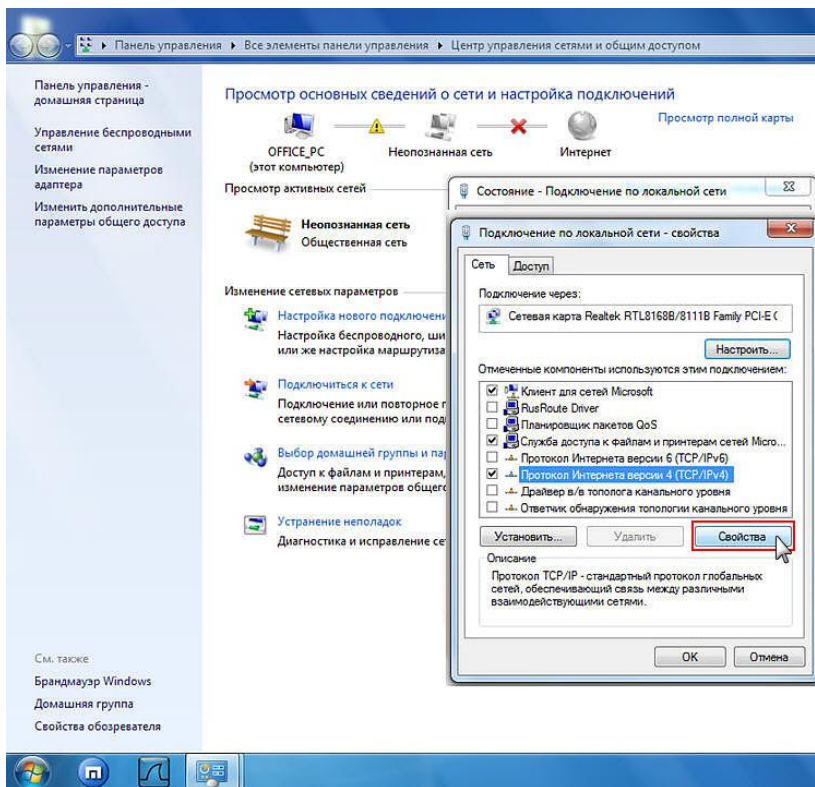 Панель управления ▸ Все элементы панели управления ▸ Центр управления сетями и общим доступом
Панель управления -
домашняя страница
Управление беспроводными
сетями
Изменение параметров
адаптера
Изменить дополнительные
параметры общего доступа
Просмотр основных сведений о сети и настройка подключений
Просмотр полной карты
OFFICE_PC
(этот компьютер)
Неопознанная сеть
Интернет
Просмотр активных сетей
Неопознанная сеть
Общественная сеть
Изменение сетевых параметров
Настройка нового подключени
Настройка беспроводного, ши
или же настройка маршрутиза
Подключиться к сети
Подключение или повторное п
сетевому соединению или под
Выбор домашней группы и па
Доступ к файлам и принтерам,
изменение параметров общего
Устранение неполадок
Диагностика и исправление се
Состояние - Подключение по локальной сети
Подключение по локальной сети - свойства
Сеть
Доступ
Подключение через:
Сетевая карта Realtek RTL8168B/8111B Family PCI-E (
Настроить...
Отмеченные компоненты используются этим подключением:
Клиент для сетей Microsoft
RusRoute Driver
Планировщик пакетов QoS
Служба доступа к файлам и принтерам сетей Micro...
Протокол Интернета версии 6 (TCP/IPv6)
Протокол Интернета версии 4 (TCP/IPv4)
Драйвер в/в тополога канального уровня
Ответчик обнаружения топологии канального уровня
Установить...
Удалить
Свойства
Описание
Протокол TCP/IP - стандартный протокол глобальных
сетей, обеспечивающий связь между различными
взаимодействующими сетями.
OK
Отмена
См. также
Брандмауэр Windows
Домашняя группа
Свойства обозревателя